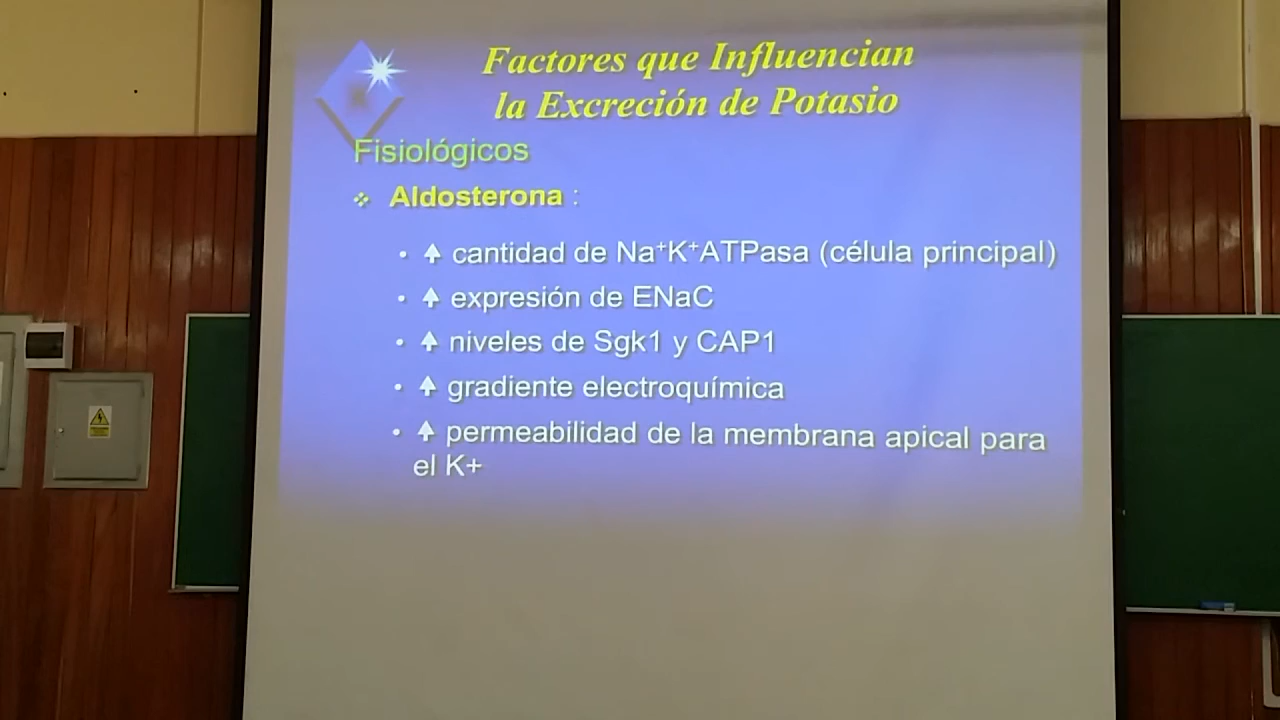 Factores que Influencian
la Excreción de Potasio
Fisiológicos
❖ Aldosterona :
• ↑ cantidad de Na⁺K⁺ATPasa (célula principal)
• ↑ expresión de ENaC
• ↑ niveles de Sgk1 y CAP1
• ↑ gradiente electroquímica
• ↑ permeabilidad de la membrana apical para
el K+